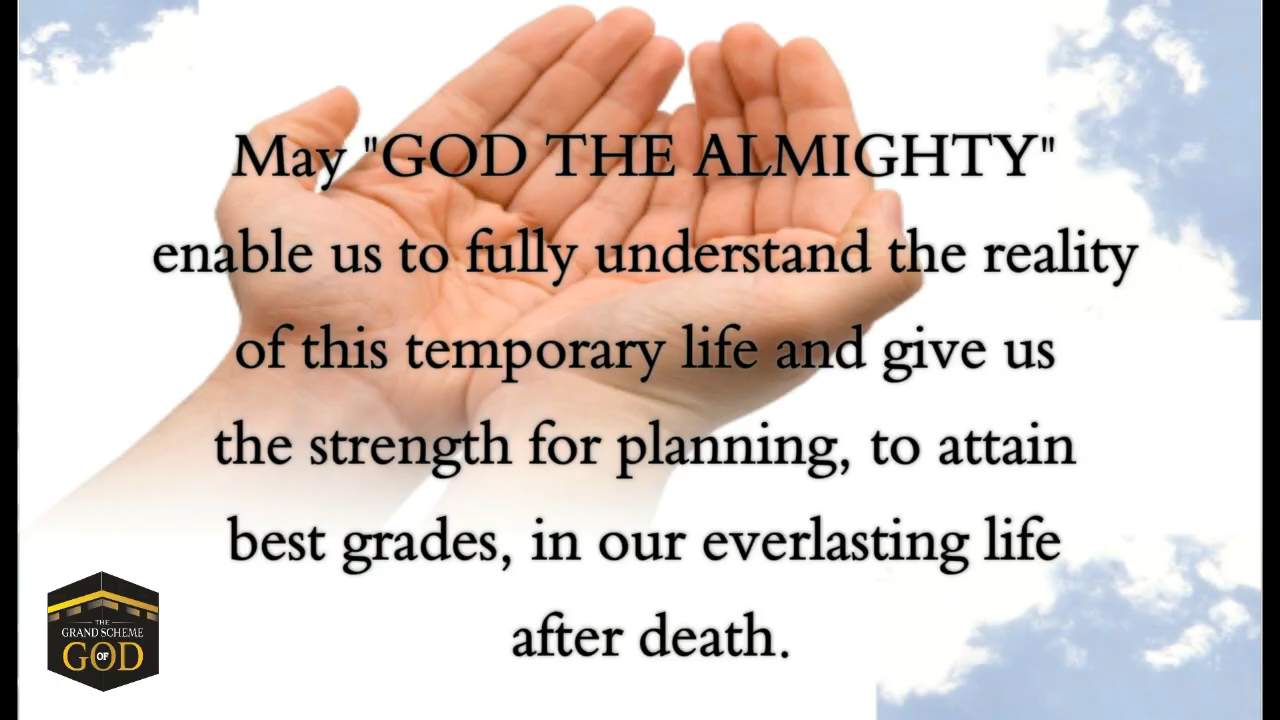 May "GOD THE ALMIGHTY"
enable us to fully understand the reality
of this temporary life and give us
the strength for planning, to attain
best grades, in our everlasting life
after death.
THE
GRAND SCHEME
OF
GOD